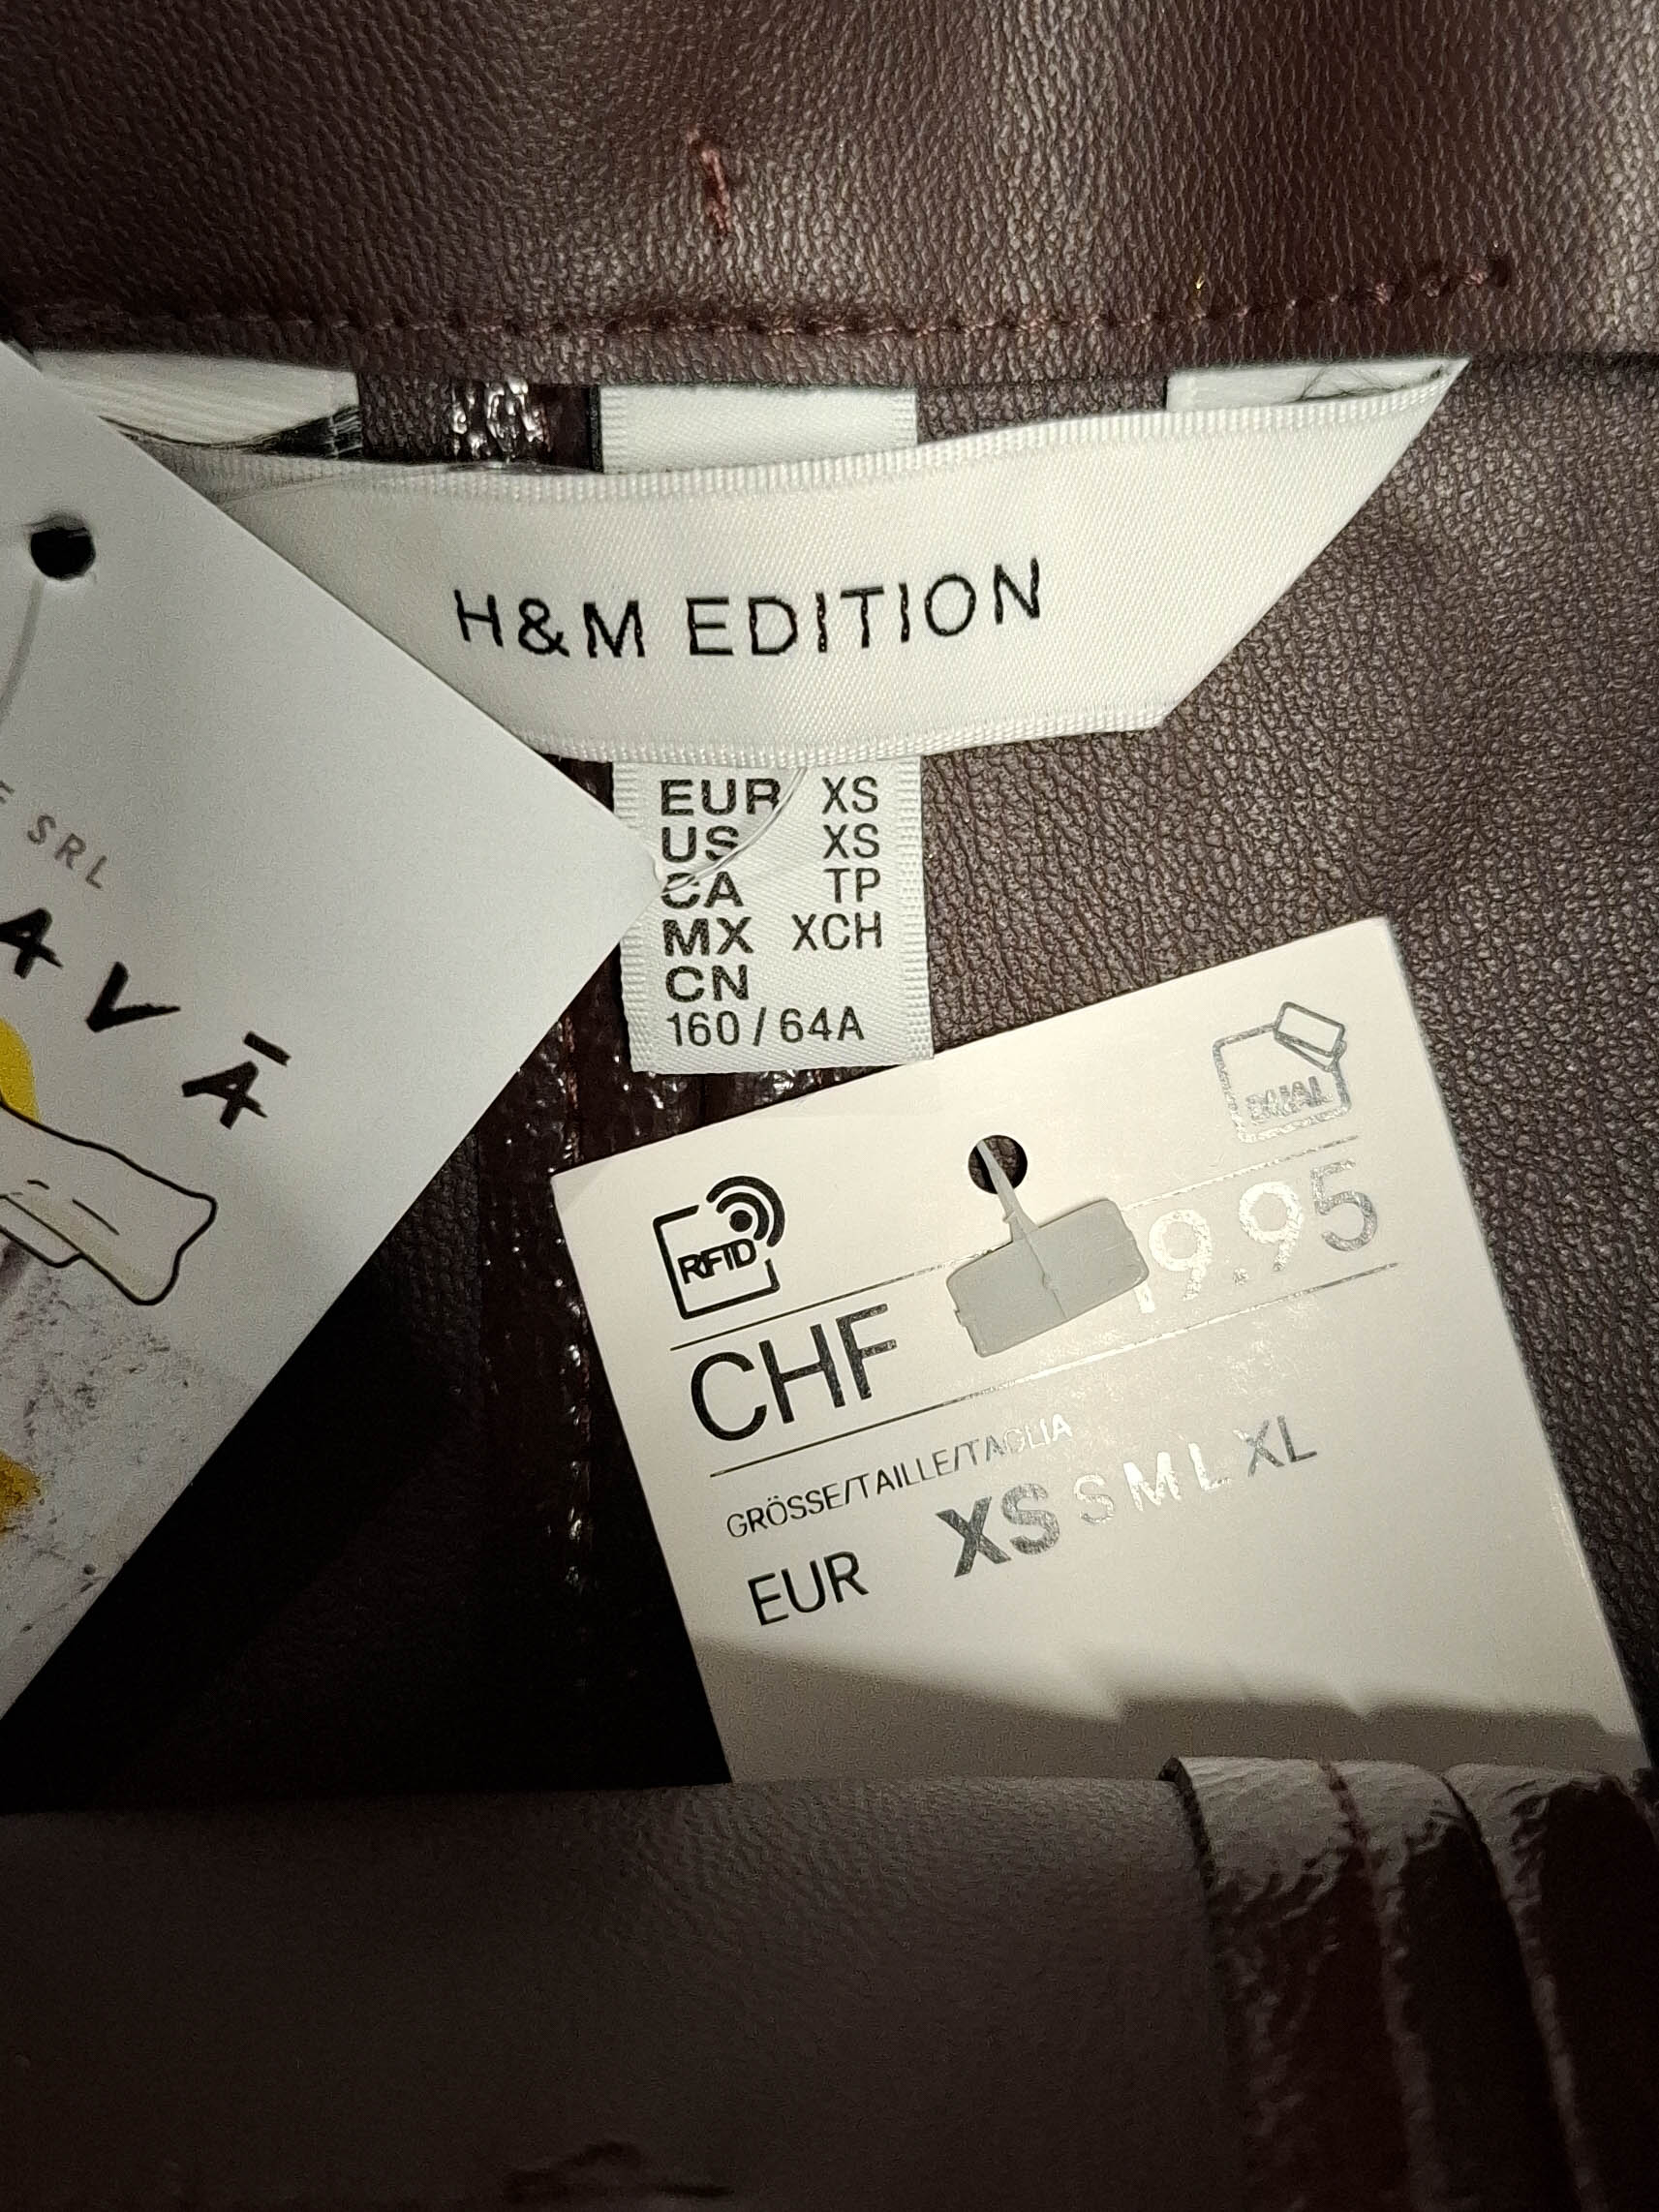 H&M EDITION
EUR XS
US XS
CA TP
MX XCH
CN
160/64A
SRL
AVĀ
RFID
CHF 9.95
GRÖSSE/TAILLE/TAGLIA
EUR XS S M L XL